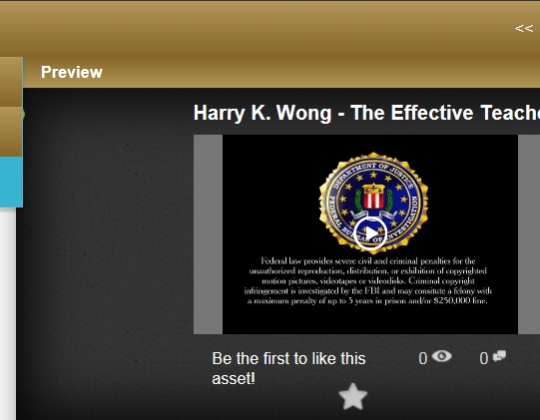 <<
Preview
Harry K. Wong - The Effective Teache
DEPARTMENT OF JUSTICE
FEDERAL BUREAU OF INVESTIGATION
Federal law provides severe civil and criminal penalties for the
unauthorized reproduction, distribution, or exhibition of copyrighted
motion pictures, videotapes or videodisks. Criminal copyright
infringement is investigated by the FBI and may consitute a felony with
a maximum penalty of up to 5 years in prison and/or $250,000 fine.
Be the first to like this 0 0
asset!